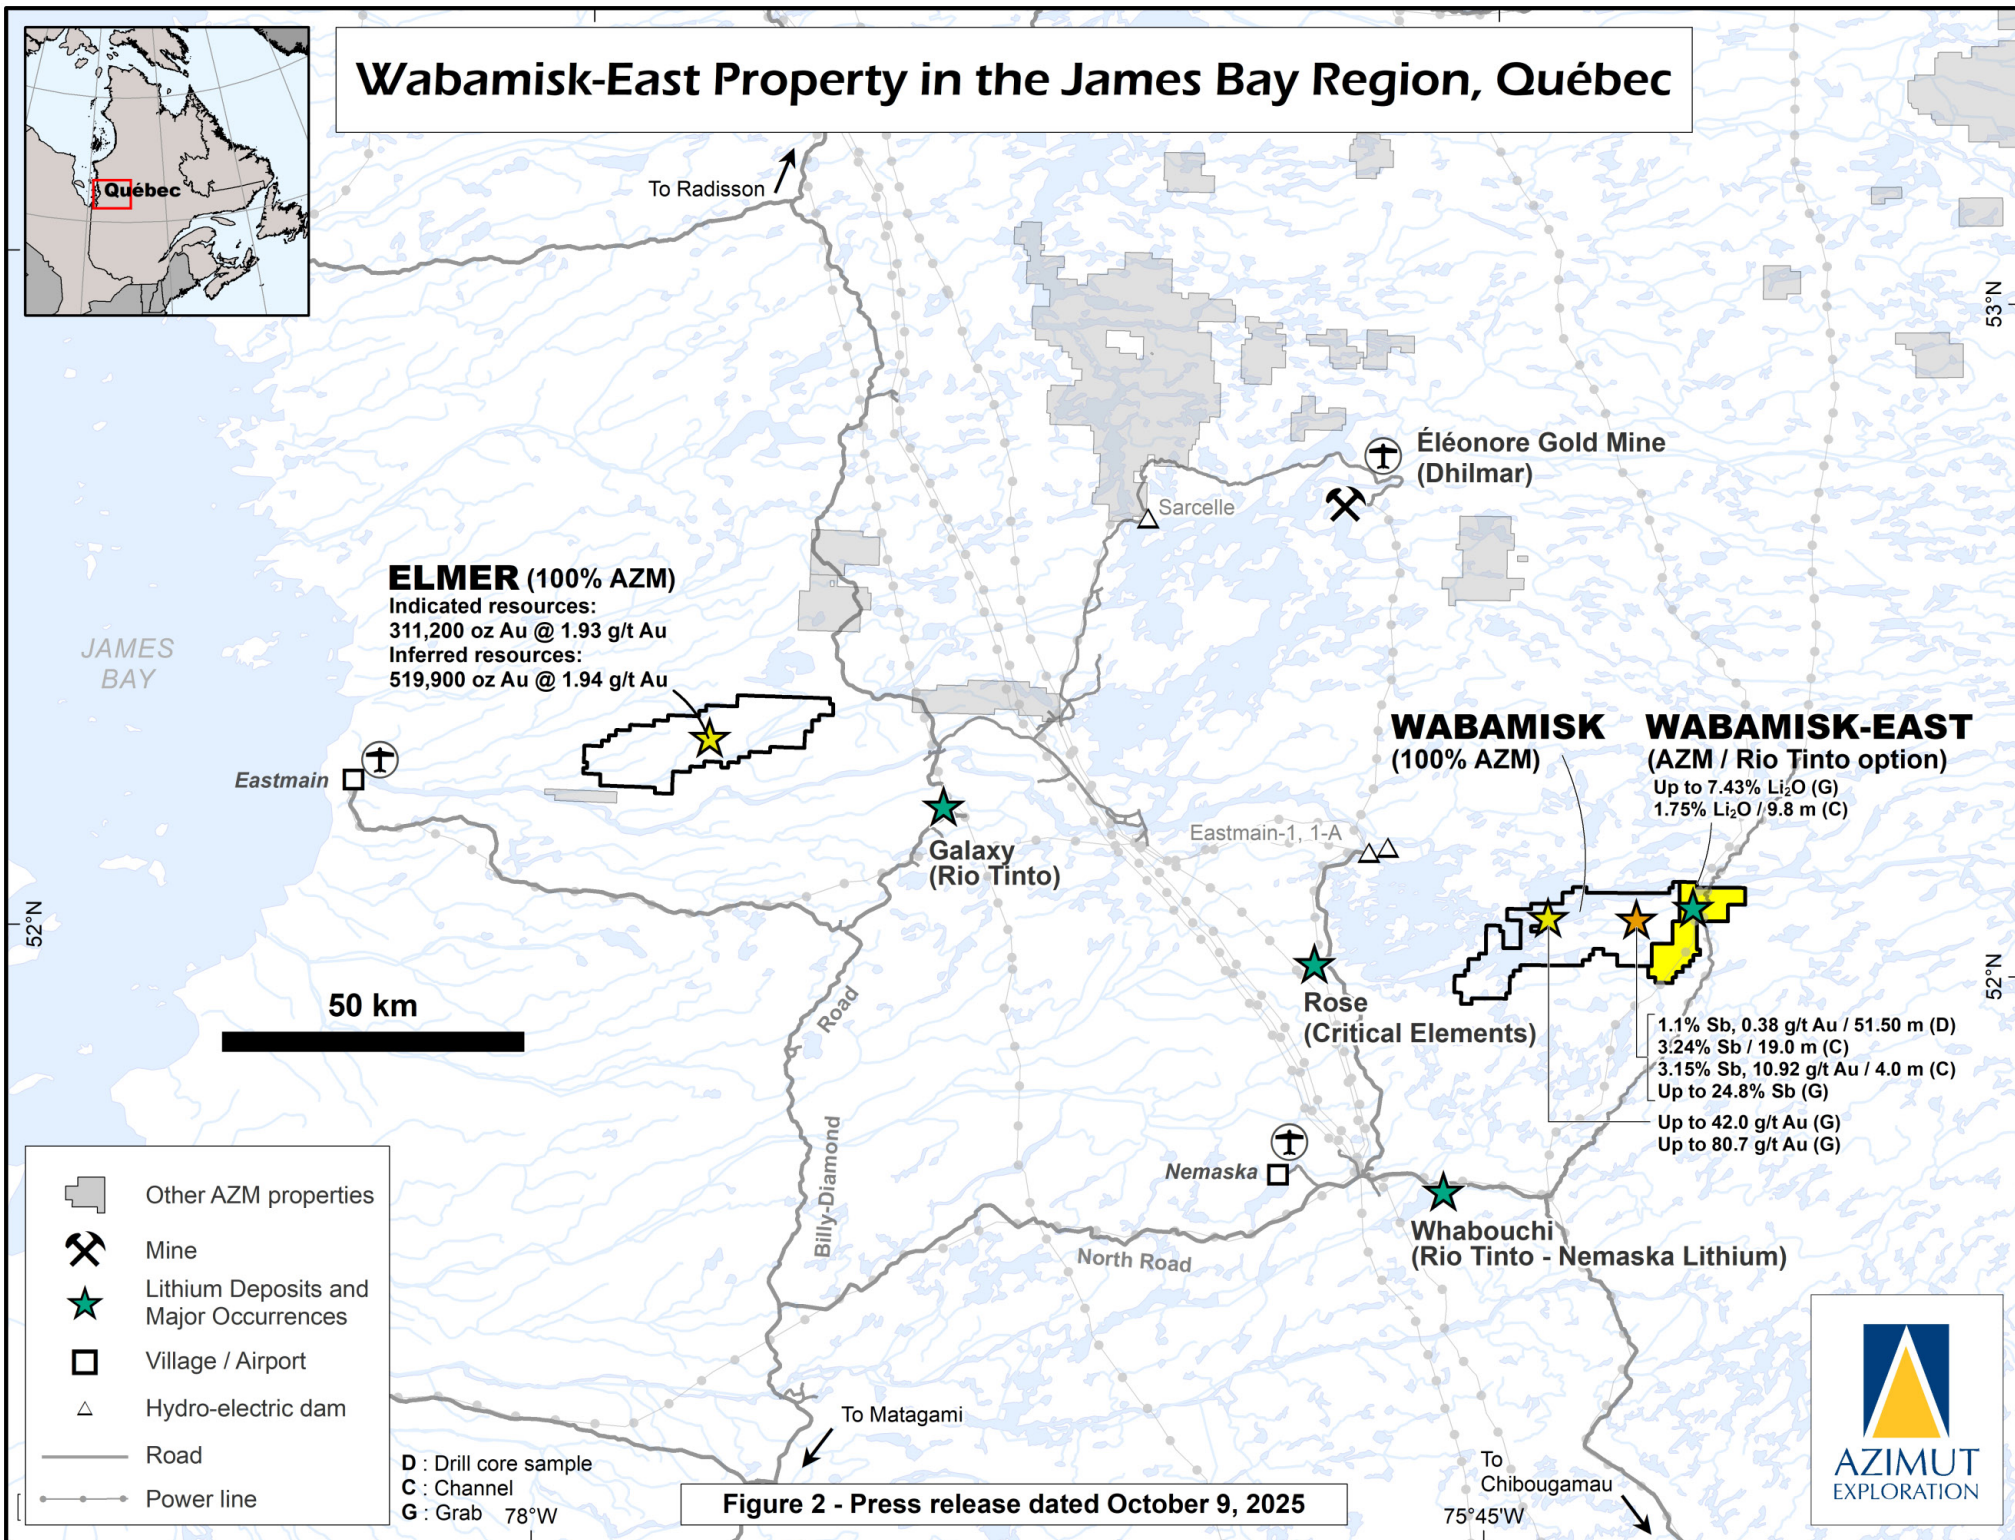 Wabamisk-East Property in the James Bay Region, Québec
Québec
To Radisson
53°N
Éléonore Gold Mine
(Dhilmar)
Sarcelle
ELMER (100% AZM)
Indicated resources:
311,200 oz Au @ 1.93 g/t Au
Inferred resources:
519,900 oz Au @ 1.94 g/t Au
JAMES
BAY
WABAMISK
(100% AZM)
WABAMISK-EAST
(AZM / Rio Tinto option)
Up to 7.43% Li₂O (G)
1.75% Li₂O / 9.8 m (C)
Eastmain
Eastmain-1, 1-A
Galaxy
(Rio Tinto)
52°N
52°N
50 km
Road
Rose
(Critical Elements)
1.1% Sb, 0.38 g/t Au / 51.50 m (D)
3.24% Sb / 19.0 m (C)
3.15% Sb, 10.92 g/t Au / 4.0 m (C)
Up to 24.8% Sb (G)
Up to 42.0 g/t Au (G)
Up to 80.7 g/t Au (G)
Billy-Diamond
Nemaska
Whabouchi
(Rio Tinto - Nemaska Lithium)
North Road
Other AZM properties
Mine
Lithium Deposits and
Major Occurrences
Village / Airport
Hydro-electric dam
Road
Power line
D : Drill core sample
C : Channel
G : Grab
78°W
To Matagami
Figure 2 - Press release dated October 9, 2025
To
Chibougamau
75°45'W
AZIMUT
EXPLORATION